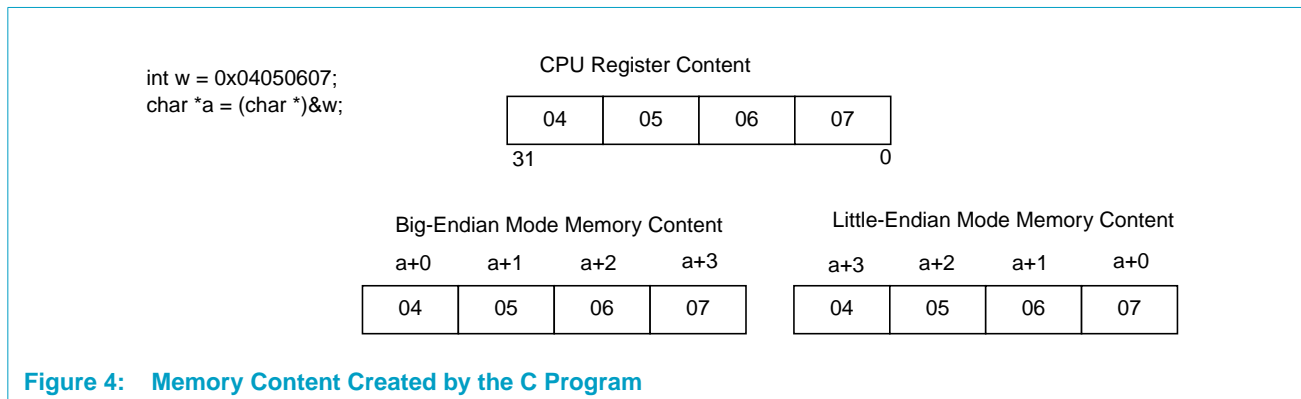 int w = 0x04050607;
char *a = (char *)&w;
CPU Register Content
04 05 06 07
31 0
Big-Endian Mode Memory Content
a+0 a+1 a+2 a+3
04 05 06 07
Little-Endian Mode Memory Content
a+3 a+2 a+1 a+0
04 05 06 07
Figure 4: Memory Content Created by the C Program